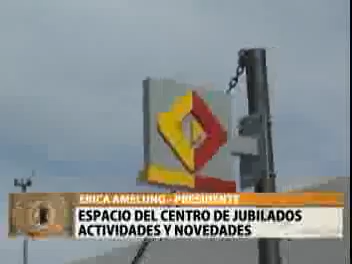 ERICA AMELUNG - PRESIDENTE
ESPACIO DEL CENTRO DE JUBILADOS
ACTIVIDADES Y NOVEDADES